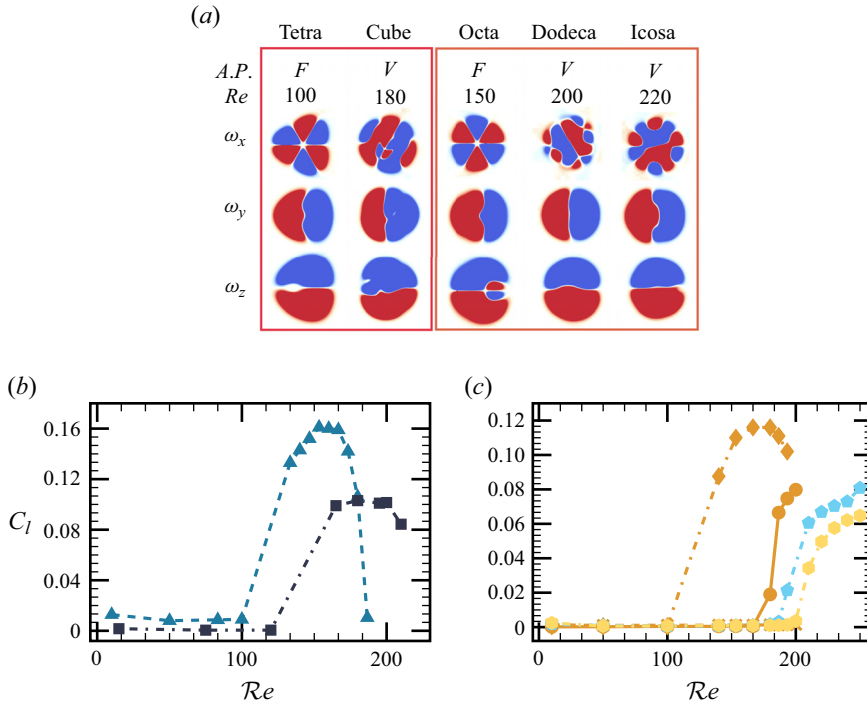 (a)
Tetra Cube Octa Dodeca Icosa
A.P. F V F V V
Re 100 180 150 200 220
ωx
ωy
ωz
(b) (c)
0.16
0.12
0.08
0.04
0
Cl
0 100 200
Re
0.12
0.10
0.08
0.06
0.04
0.02
0
0 100 200
Re